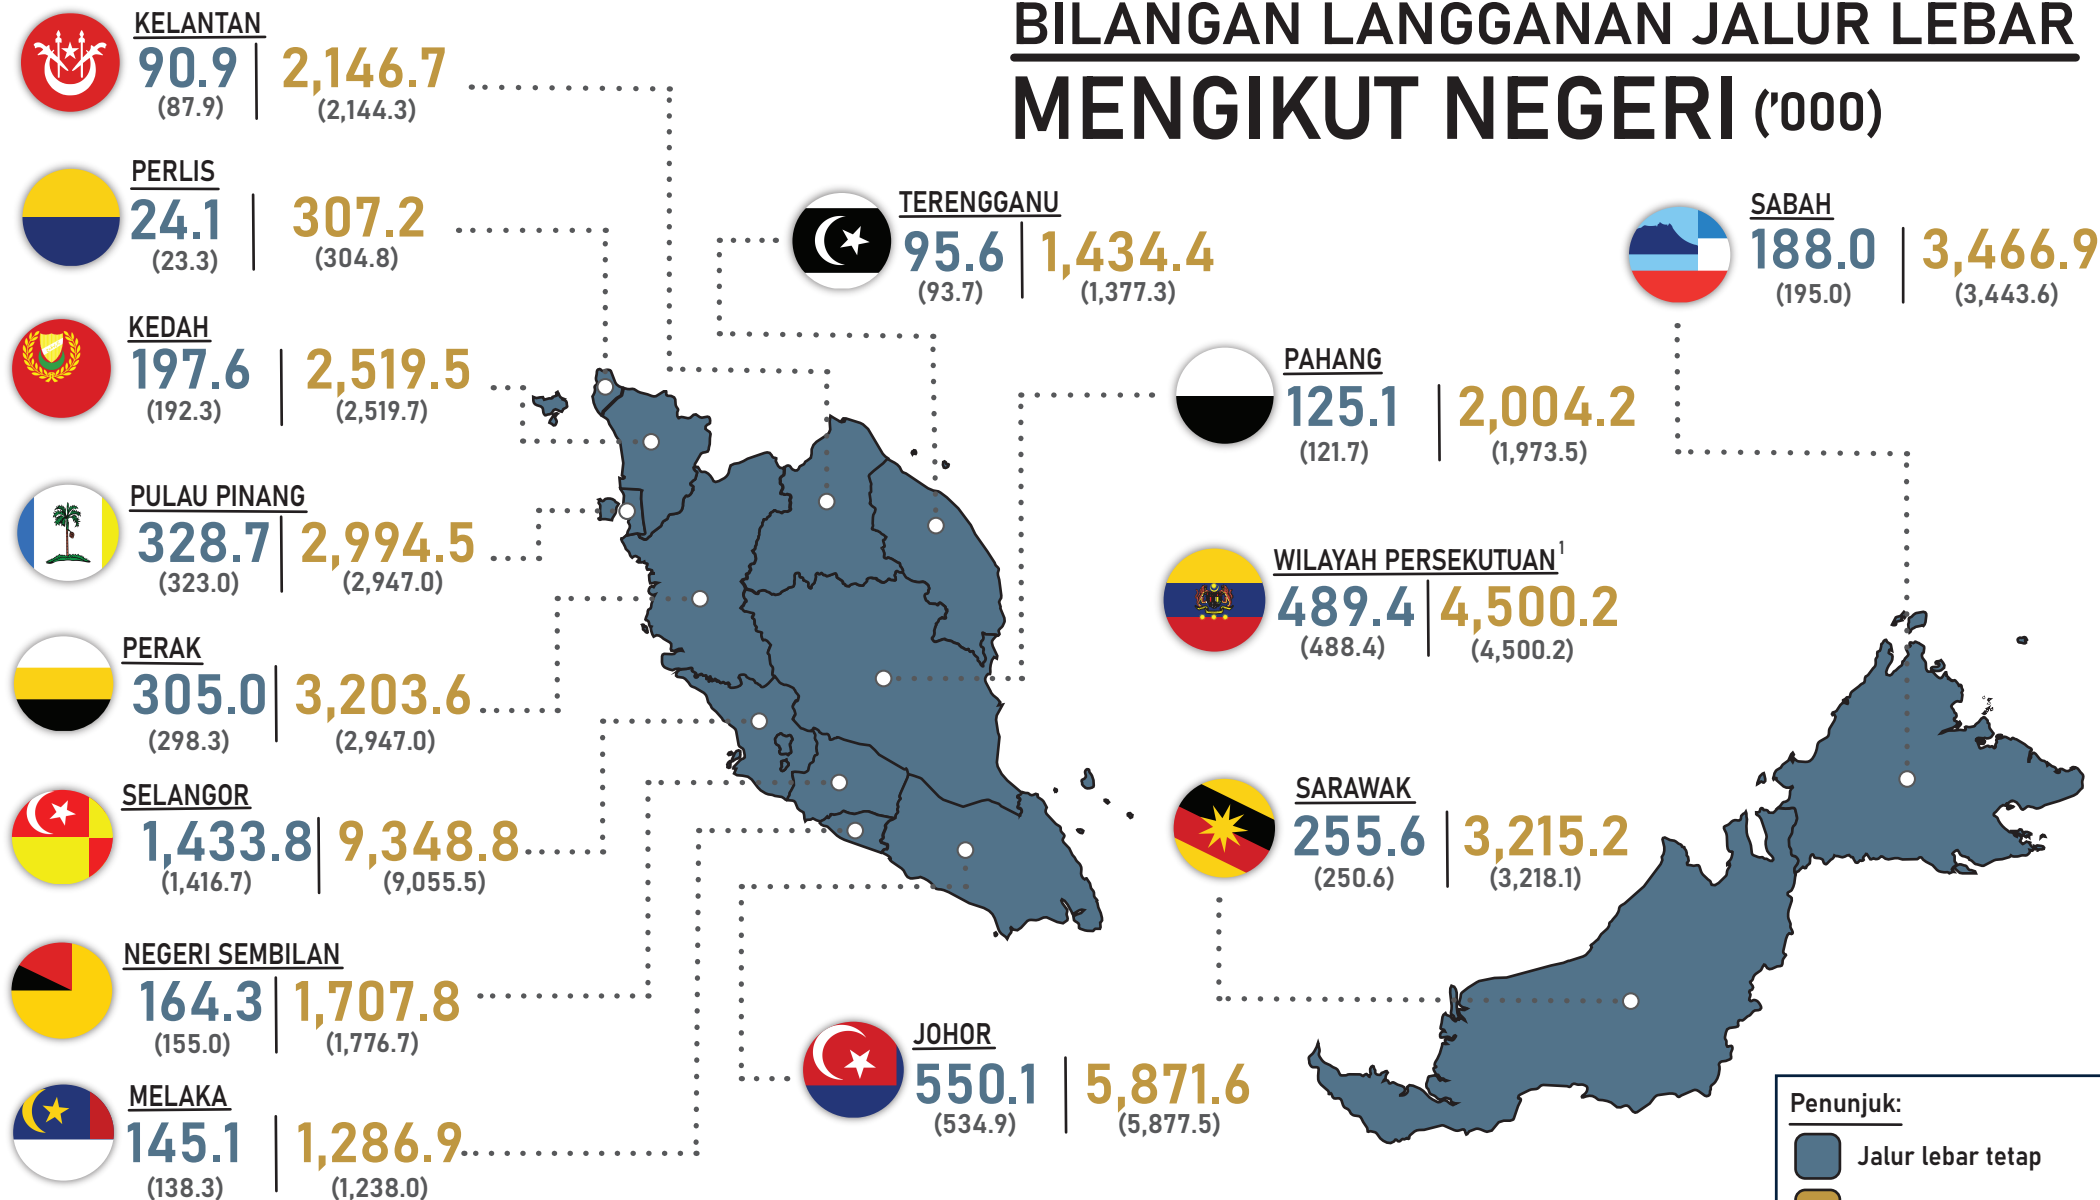 BILANGAN LANGGANAN JALUR LEBAR
MENGIKUT NEGERI ('000)
KELANTAN
90.9 | 2,146.7
(87.9) (2,144.3)
PERLIS
24.1 | 307.2
(23.3) (304.8)
KEDAH
197.6 | 2,519.5
(192.3) (2,519.7)
PULAU PINANG
328.7 | 2,994.5
(323.0) (2,947.0)
PERAK
305.0 | 3,203.6
(298.3) (2,947.0)
SELANGOR
1,433.8 | 9,348.8
(1,416.7) (9,055.5)
NEGERI SEMBILAN
164.3 | 1,707.8
(155.0) (1,776.7)
MELAKA
145.1 | 1,286.9
(138.3) (1,238.0)
TERENGGANU
95.6 | 1,434.4
(93.7) (1,377.3)
JOHOR
550.1 | 5,871.6
(534.9) (5,877.5)
PAHANG
125.1 | 2,004.2
(121.7) (1,973.5)
WILAYAH PERSEKUTUAN¹
489.4 | 4,500.2
(488.4) (4,500.2)
SARAWAK
255.6 | 3,215.2
(250.6) (3,218.1)
SABAH
188.0 | 3,466.9
(195.0) (3,443.6)
Penunjuk:
Jalur lebar tetap